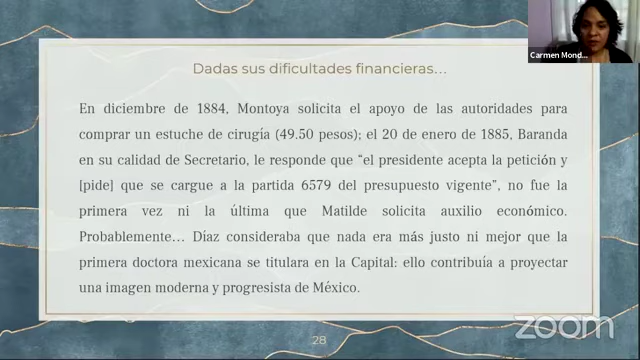 Carmen Mond...
Dadas sus dificultades financieras…
En diciembre de 1884, Montoya solicita el apoyo de las autoridades para
comprar un estuche de cirugía (49.50 pesos); el 20 de enero de 1885, Baranda
en su calidad de Secretario, le responde que “el presidente acepta la petición y
[pide] que se cargue a la partida 6579 del presupuesto vigente”, no fue la
primera vez ni la última que Matilde solicita auxilio económico.
Probablemente… Díaz consideraba que nada era más justo ni mejor que la
primera doctora mexicana se titulara en la Capital: ello contribuía a proyectar
una imagen moderna y progresista de México.
zoom
28